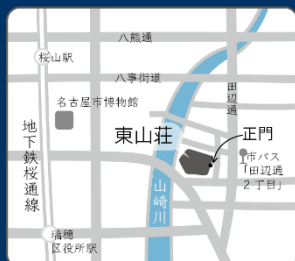 八熊通
桜山駅
八事街道
田辺通
名古屋市博物館
東山荘
正門
地下鉄桜通線
市バス
「田辺通
2丁目」
山崎川
瑞穂
区役所駅